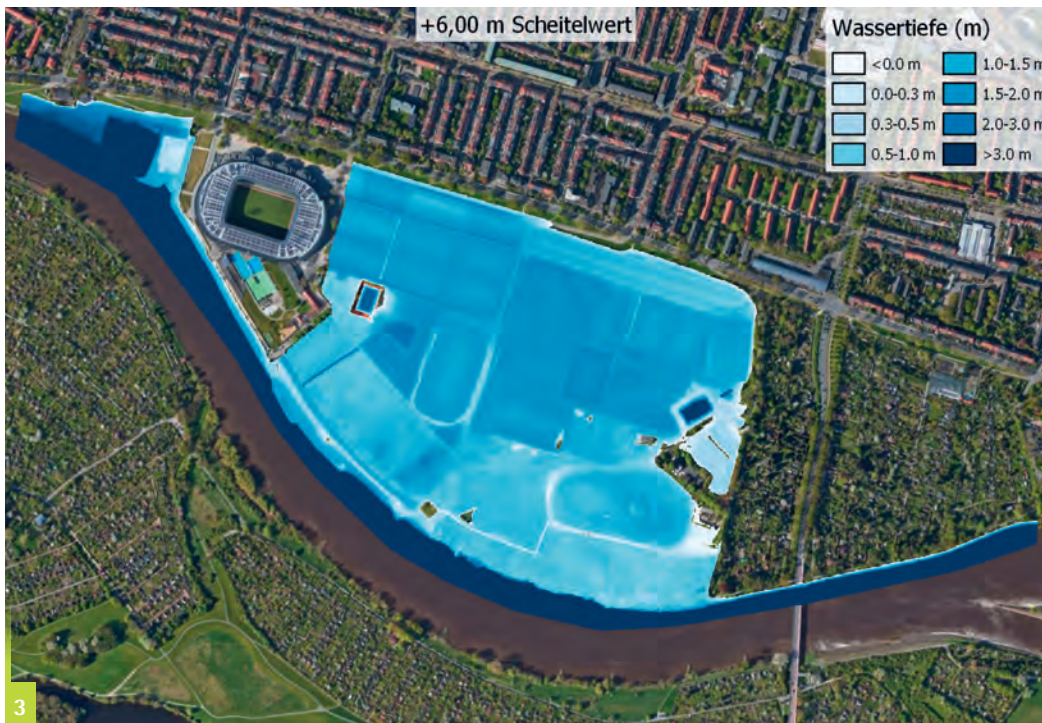 +6,00 m Scheitelwert
Wassertiefe (m)
<0.0 m
0.0-0.3 m
0.3-0.5 m
0.5-1.0 m
1.0-1.5 m
1.5-2.0 m
2.0-3.0 m
>3.0 m
3